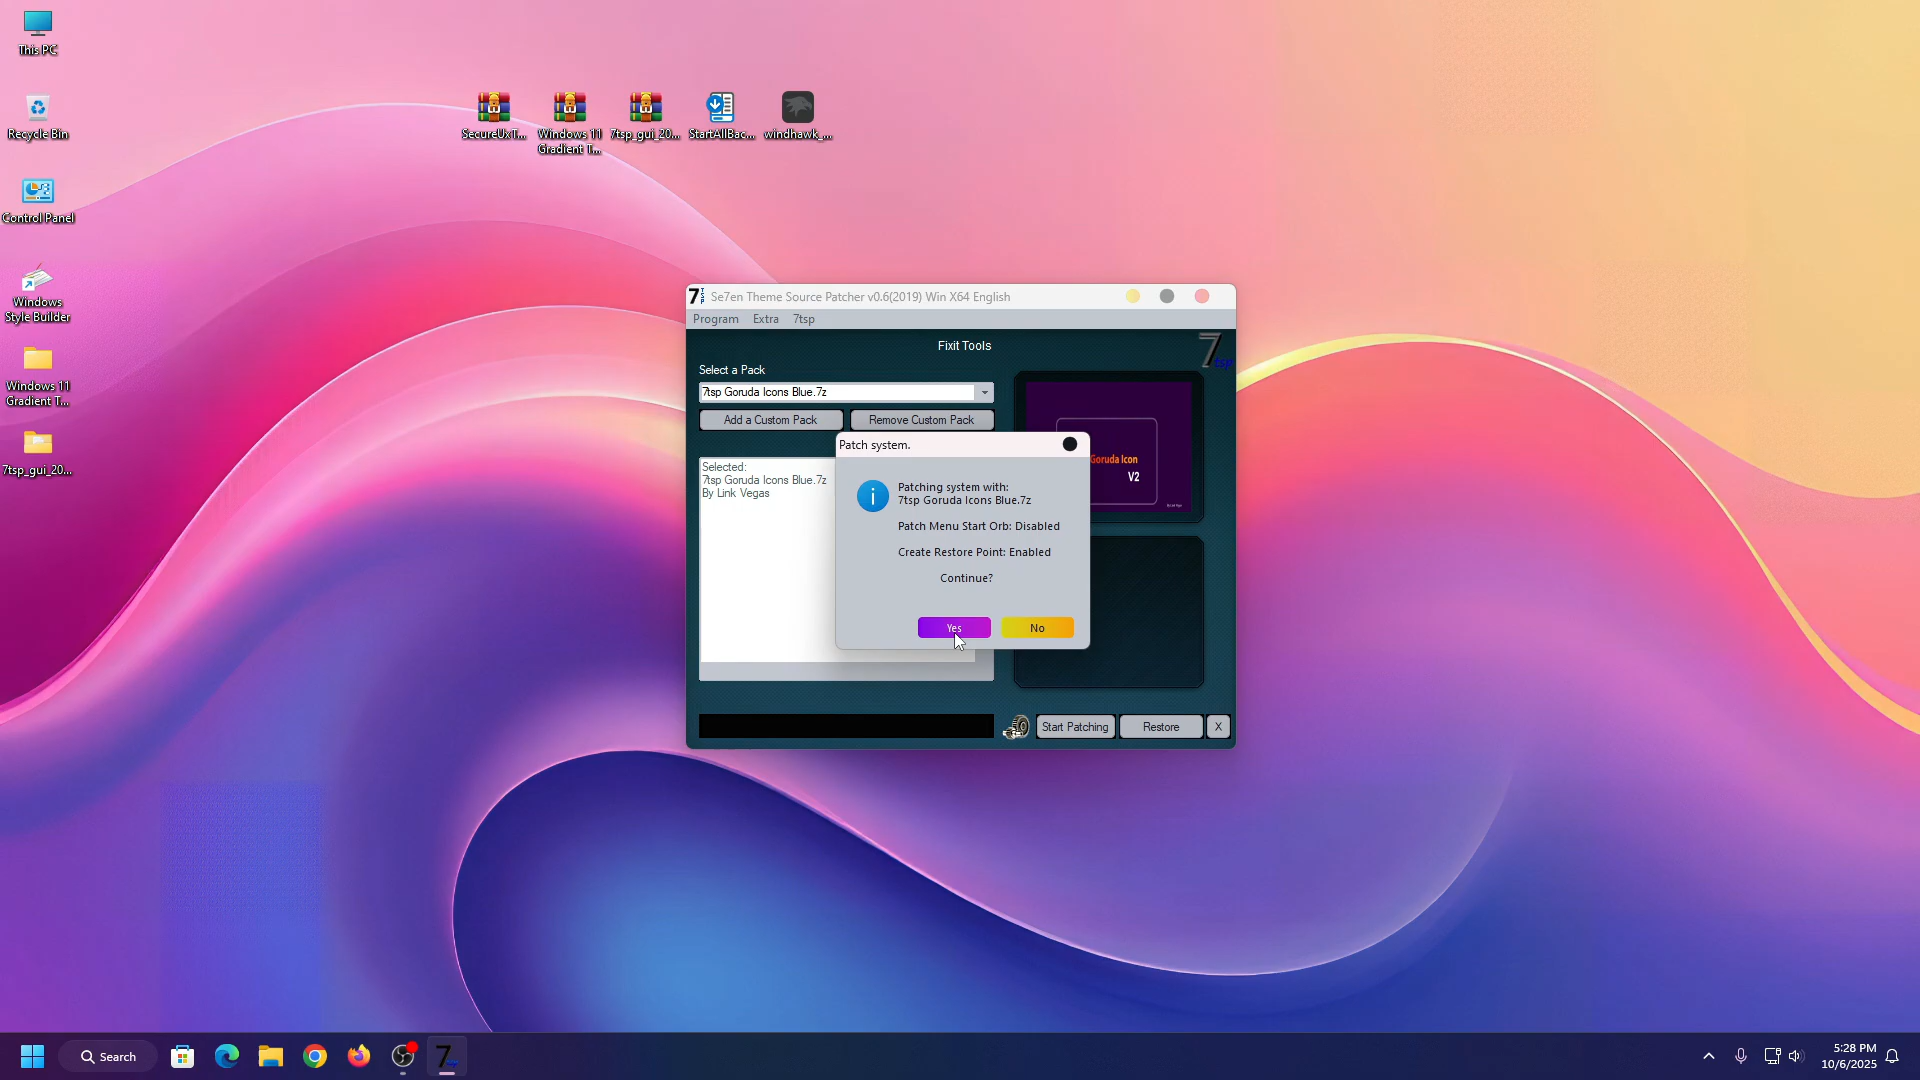 This PC
Recycle Bin
Control Panel
Windows
Style Builder
Windows 11
Gradient T...
7tsp_gui_20...
SecureUxT...
Windows 11
Gradient T...
7tsp_gui_20...
StartAllBac...
windhawk_...
Se7en Theme Source Patcher v0.6(2019) Win X64 English
Program Extra 7tsp
Fixit Tools
7tsp
Select a Pack
7tsp Goruda Icons Blue.7z
Add a Custom Pack
Remove Custom Pack
Selected:
7tsp Goruda Icons Blue.7z
By Link Vegas
Goruda Icon
V2
Patch system.
Patching system with:
7tsp Goruda Icons Blue.7z
Patch Menu Start Orb: Disabled
Create Restore Point: Enabled
Continue?
Yes
No
Start Patching
Restore
X
Search
5:28 PM
10/6/2025